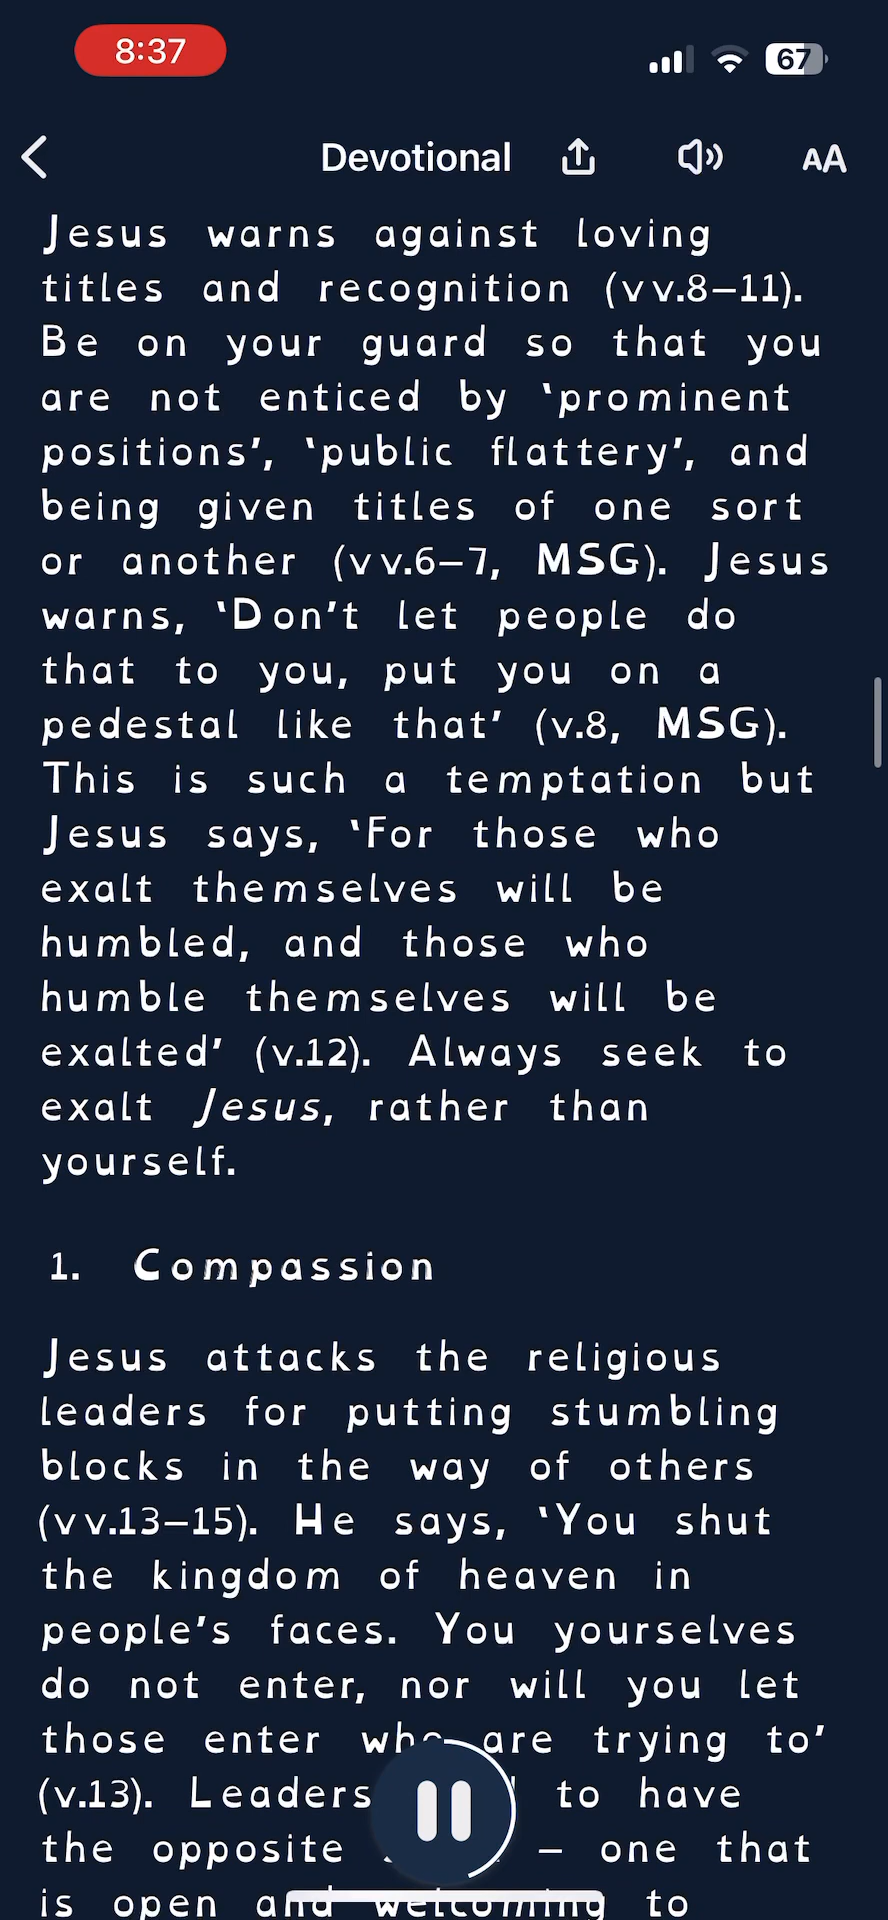 8:37
67
Devotional
AA
Jesus warns against loving
titles and recognition (vv.8–11).
Be on your guard so that you
are not enticed by ‘prominent
positions’, ‘public flattery’, and
being given titles of one sort
or another (vv.6–7, MSG). Jesus
warns, ‘Don’t let people do
that to you, put you on a
pedestal like that’ (v.8, MSG).
This is such a temptation but
Jesus says, ‘For those who
exalt themselves will be
humbled, and those who
humble themselves will be
exalted’ (v.12). Always seek to
exalt Jesus, rather than
yourself.
1. Compassion
Jesus attacks the religious
leaders for putting stumbling
blocks in the way of others
(vv.13–15). He says, ‘You shut
the kingdom of heaven in
people’s faces. You yourselves
do not enter, nor will you let
those enter who are trying to’
(v.13). Leaders to have
the opposite – one that
is open and welcoming to